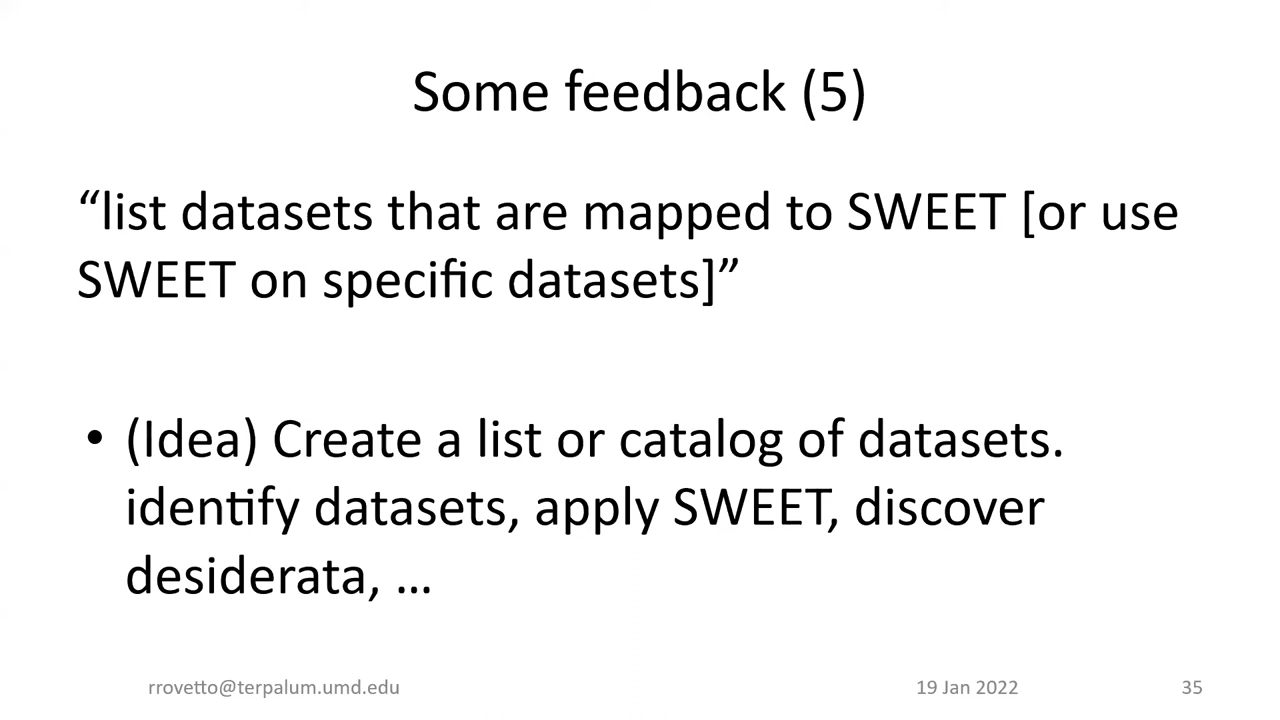 Some feedback (5)
“list datasets that are mapped to SWEET [or use
SWEET on specific datasets]”
• (Idea) Create a list or catalog of datasets.
identify datasets, apply SWEET, discover
desiderata, …
rrovetto@terpalum.umd.edu
19 Jan 2022
35